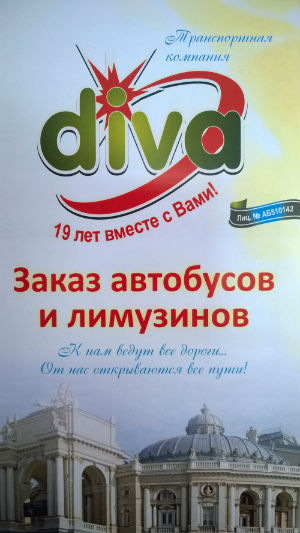 Транспортная
компания
diva
19 лет вместе с Вами!
Лиц. № АБ510142
Заказ автобусов
и лимузинов
К нам ведут все дороги...
От нас открываются все пути!